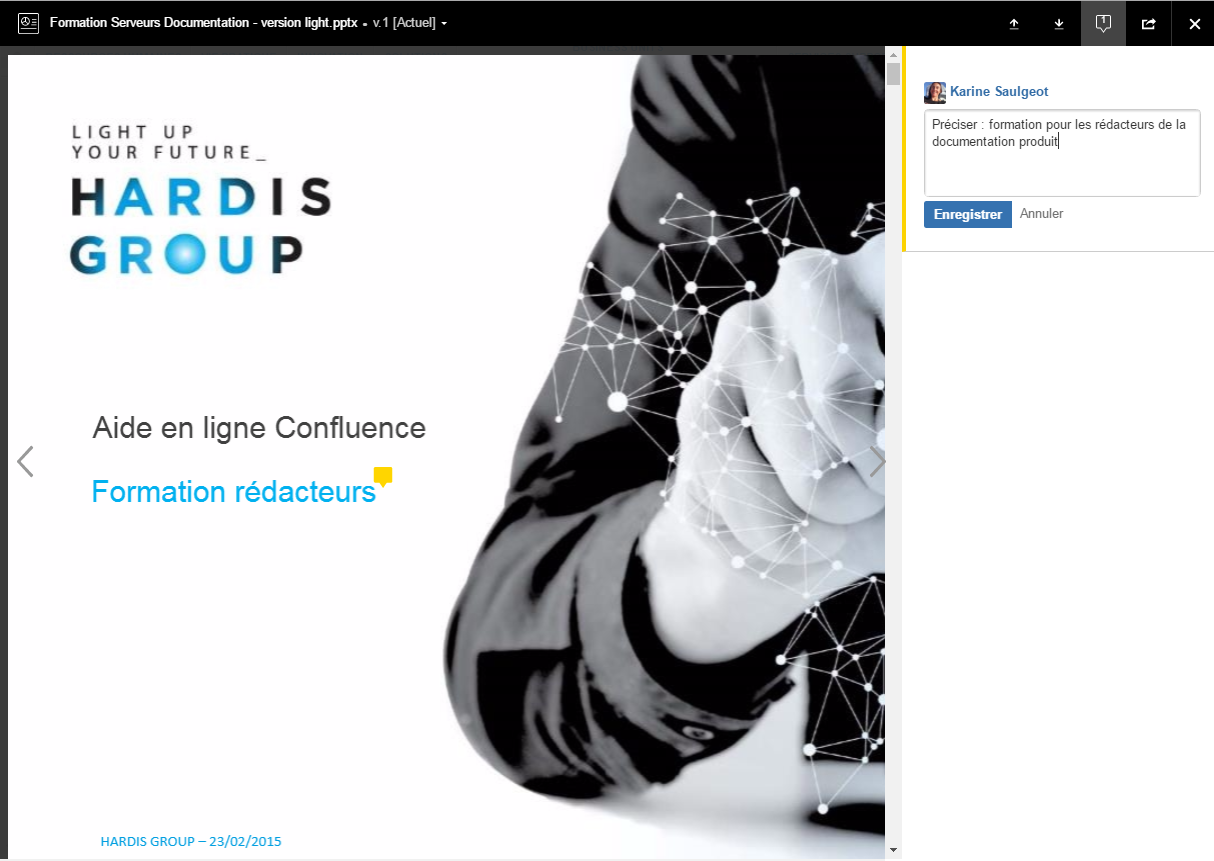 Formation Serveurs Documentation - version light.pptx • v.1 [Actuel]
1
LIGHT UP
YOUR FUTURE_
HARDIS
GROUP
Aide en ligne Confluence
Formation rédacteurs
HARDIS GROUP – 23/02/2015
Karine Saulgeot
Préciser : formation pour les rédacteurs de la
documentation produit
Enregistrer Annuler